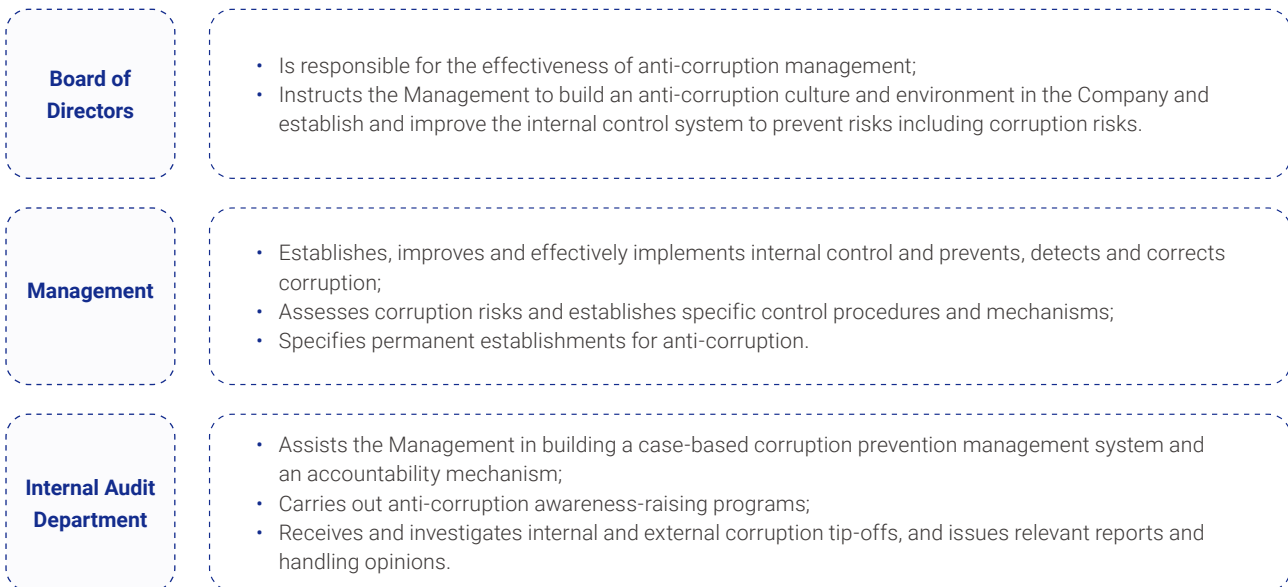 Board of
Directors
• Is responsible for the effectiveness of anti-corruption management;
• Instructs the Management to build an anti-corruption culture and environment in the Company and
establish and improve the internal control system to prevent risks including corruption risks.
Management
• Establishes, improves and effectively implements internal control and prevents, detects and corrects
corruption;
• Assesses corruption risks and establishes specific control procedures and mechanisms;
• Specifies permanent establishments for anti-corruption.
Internal Audit
Department
• Assists the Management in building a case-based corruption prevention management system and
an accountability mechanism;
• Carries out anti-corruption awareness-raising programs;
• Receives and investigates internal and external corruption tip-offs, and issues relevant reports and
handling opinions.